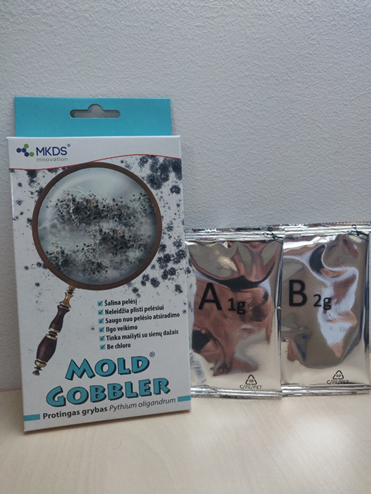 MKDS®
innovation
Šalina pelėsį
Neleidžia plisti pelėsiui
Saugo nuo pelėsio atsiradimo
Ilgo veikimo
Tinka maišyti su sienų dažais
Be chloro
MOLD®
GOBBLER
Protingas grybas Pythium oligandrum
A 1g
B 2g